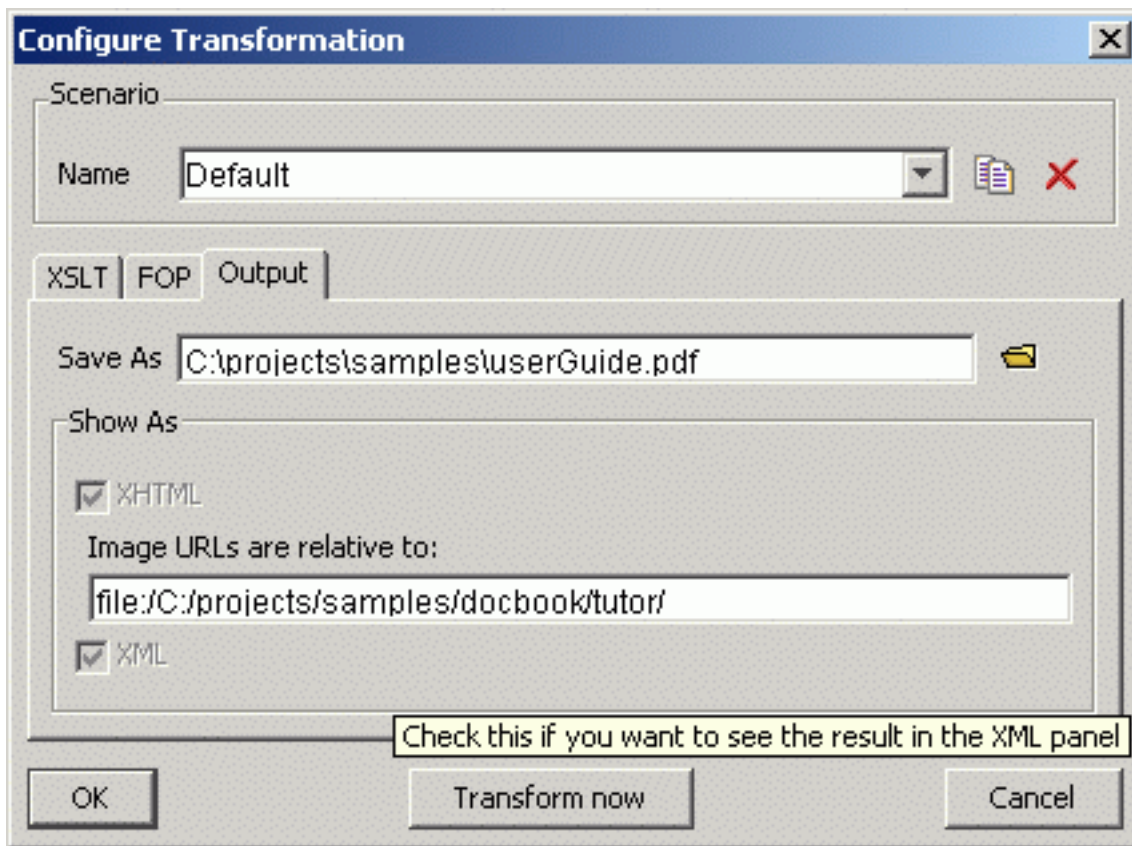 Configure Transformation
Scenario
Name Default
XSLT FOP Output
Save As C:\projects\samples\userGuide.pdf
Show As
XHTML
Image URLs are relative to:
file:/C:/projects/samples/docbook/tutor/
XML
Check this if you want to see the result in the XML panel
OK Transform now Cancel